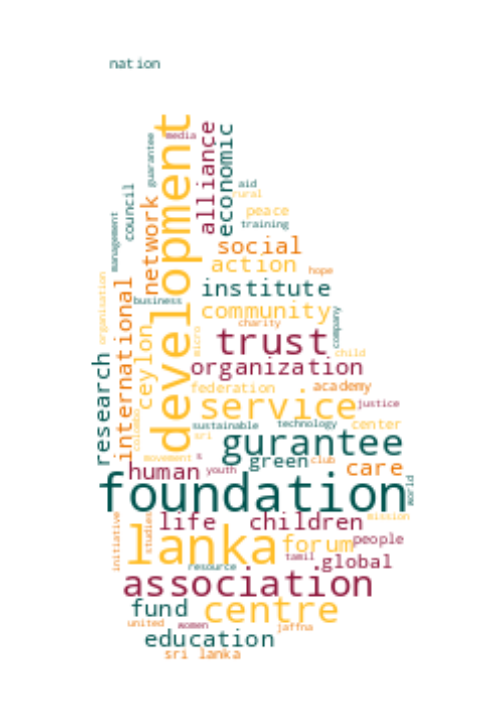 nation
development
media
guarantee
alliance
economic
council
management
network
aid
rural
peace
training
social
action
hope
institute
organisation
international
business
community
charity
company
ceylon
micro
trust
child
research
organization
federation
academy
service
justice
colombo
sustainable
technology
center
sri
gurantee
movement
s
green
club
care
human
youth
foundation
world
initiative
studies
life
children
mission
lanka
forum
people
tamil
global
resource
association
fund
centre
united
women
jaffna
education
sri lanka